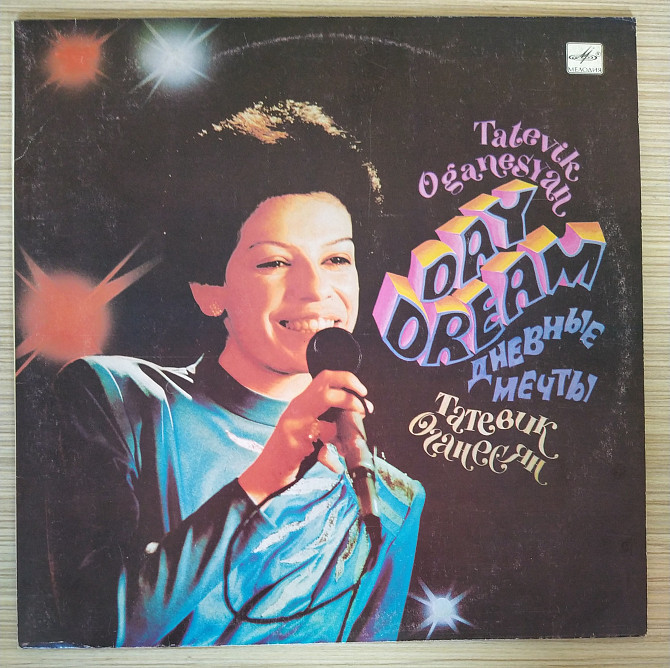 МЕЛОДИЯ
Tatevik
Oganesyan
DAY
DREAM
ДНЕВНЫЕ
МЕЧТЫ
Татевик
Оганесян